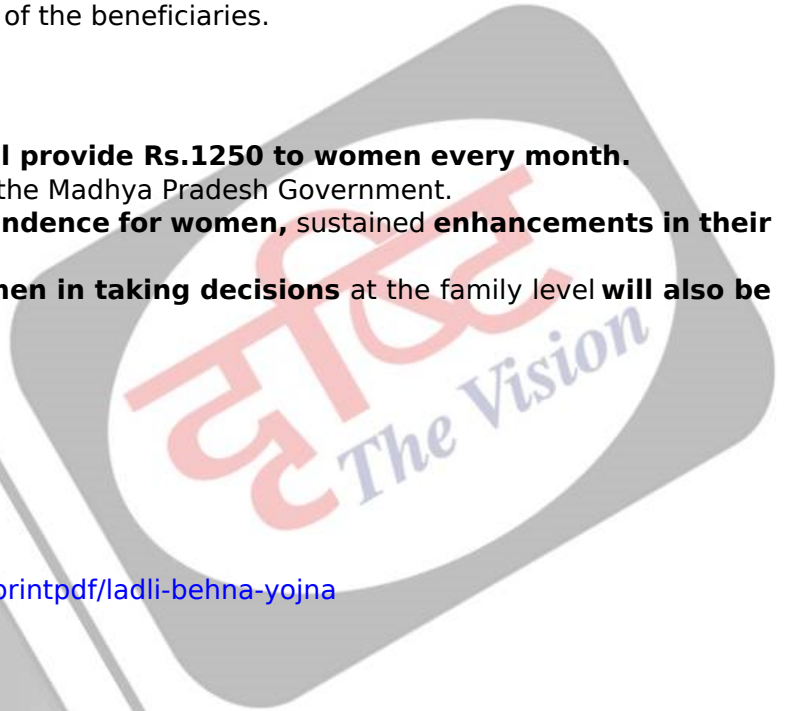 of the beneficiaries.
l provide Rs.1250 to women every month.
the Madhya Pradesh Government.
ndence for women, sustained enhancements in their
nen in taking decisions at the family level will also be
दृष्टि
The Vision
printpdf/ladli-behna-yojna